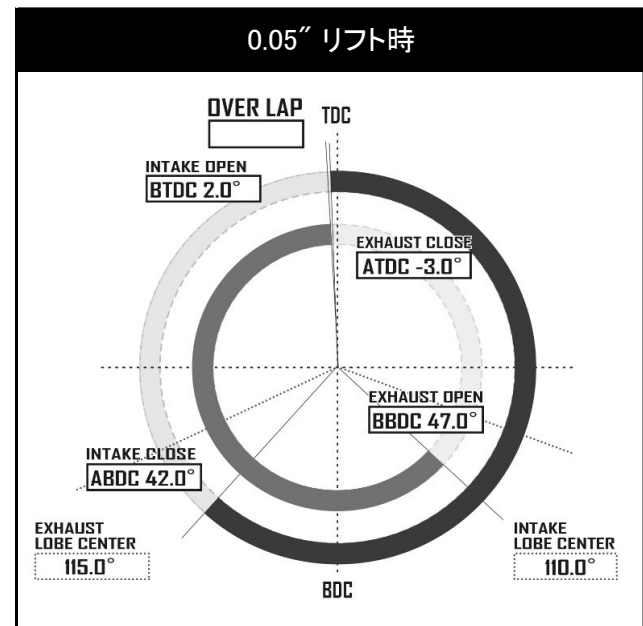 0.05″ リフト時
OVER LAP
TDC
INTAKE OPEN
BTDC 2.0°
EXHAUST CLOSE
ATDC -3.0°
EXHAUST OPEN
BBDC 47.0°
INTAKE CLOSE
ABDC 42.0°
EXHAUST
LOBE CENTER
115.0°
INTAKE
LOBE CENTER
110.0°
BDC